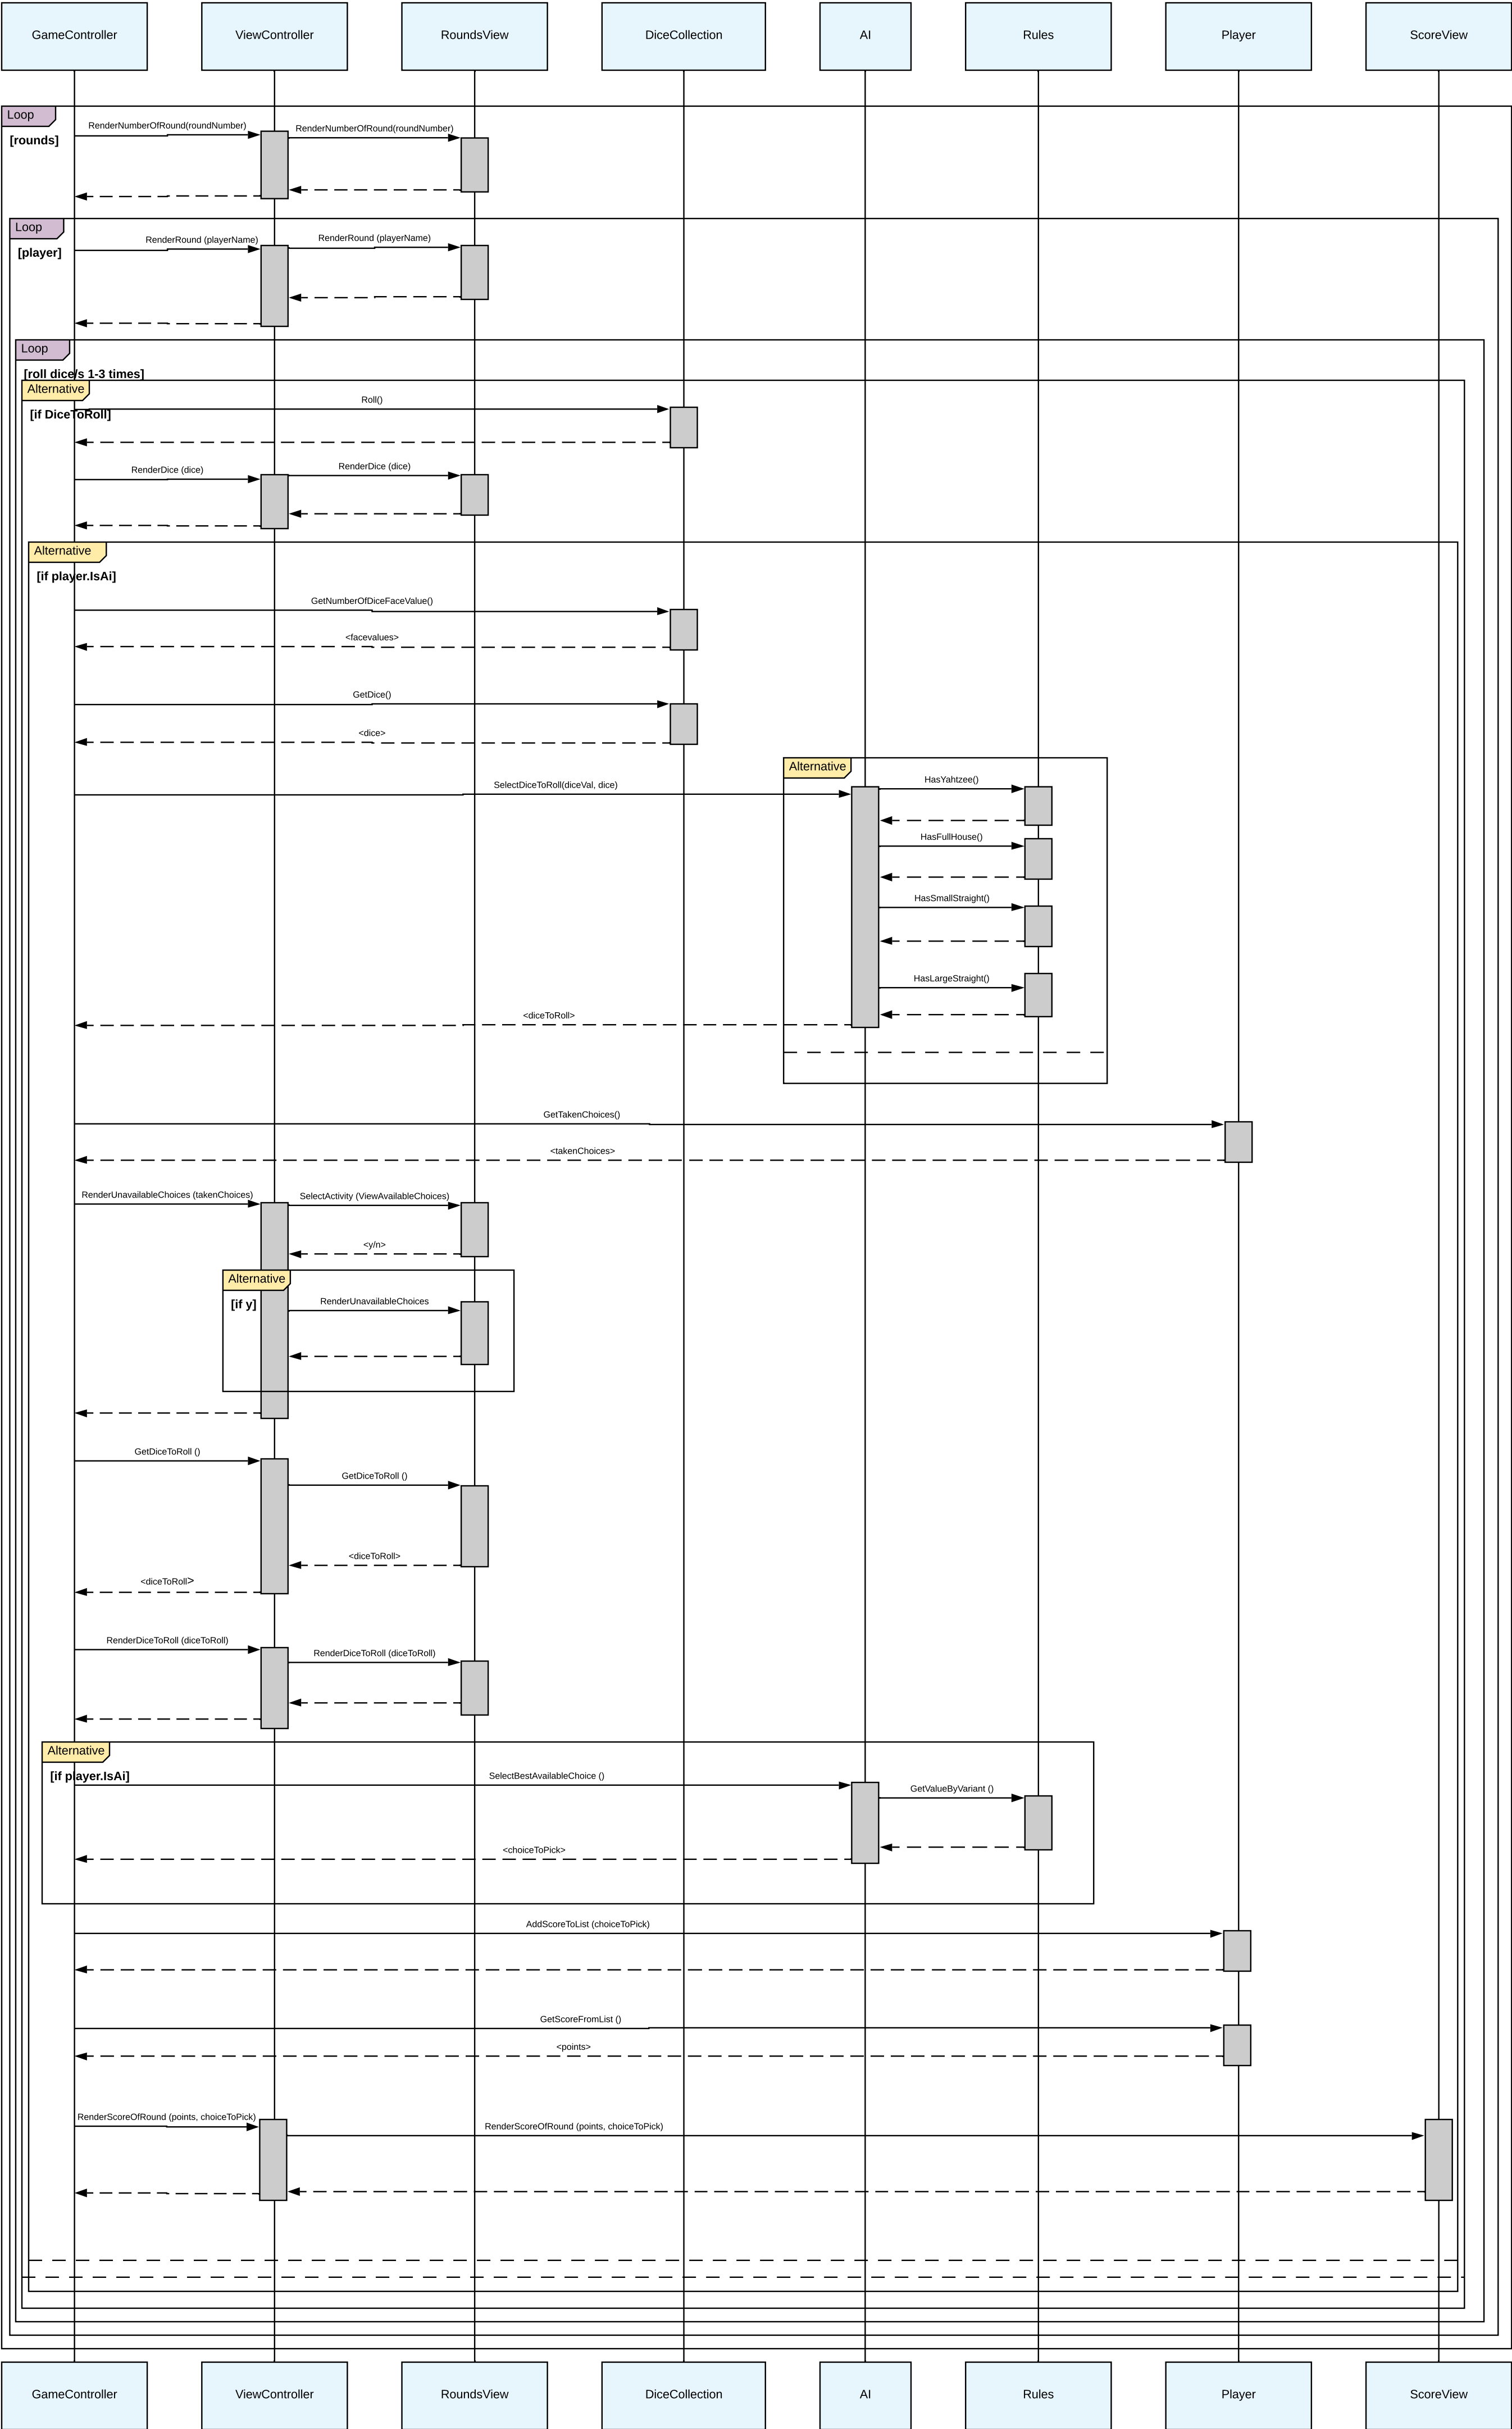 GameController
ViewController
RoundsView
DiceCollection
AI
Rules
Player
ScoreView
Loop
[rounds]
RenderNumberOfRound(roundNumber)
RenderNumberOfRound(roundNumber)
Loop
[player]
RenderRound (playerName)
RenderRound (playerName)
Loop
[roll dice/s 1-3 times]
Alternative
[if DiceToRoll]
Roll()
RenderDice (dice)
RenderDice (dice)
Alternative
[if player.IsAi]
GetNumberOfDiceFaceValue()
<facevalues>
GetDice()
<dice>
Alternative
SelectDiceToRoll(diceVal, dice)
HasYahtzee()
HasFullHouse()
HasSmallStraight()
HasLargeStraight()
<diceToRoll>
GetTakenChoices()
<takenChoices>
RenderUnavailableChoices (takenChoices)
SelectActivity (ViewAvailableChoices)
<y/n>
Alternative
[if y]
RenderUnavailableChoices
GetDiceToRoll ()
GetDiceToRoll ()
<diceToRoll>
<diceToRoll>
RenderDiceToRoll (diceToRoll)
RenderDiceToRoll (diceToRoll)
Alternative
[if player.IsAi]
SelectBestAvailableChoice ()
GetValueByVariant ()
<choiceToPick>
AddScoreToList (choiceToPick)
GetScoreFromList ()
<points>
RenderScoreOfRound (points, choiceToPick)
RenderScoreOfRound (points, choiceToPick)
GameController
ViewController
RoundsView
DiceCollection
AI
Rules
Player
ScoreView